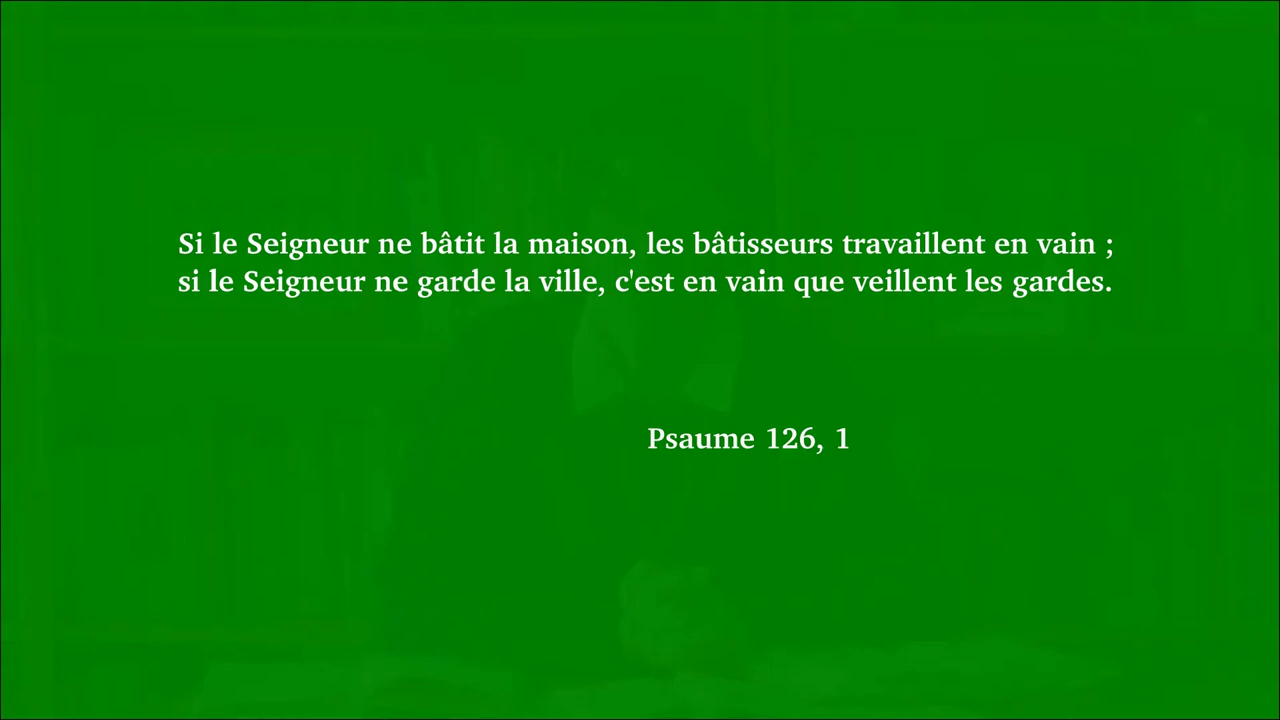 Si le Seigneur ne bâtit la maison, les bâtisseurs travaillent en vain ;
si le Seigneur ne garde la ville, c'est en vain que veillent les gardes.
Psaume 126, 1